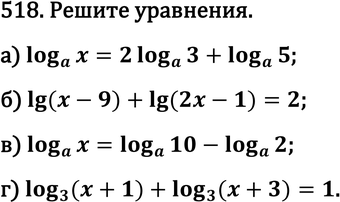 518. Решите уравнения.
а) logₐ x = 2 logₐ 3 + logₐ 5;
б) lg(x − 9) + lg(2x − 1) = 2;
в) logₐ x = logₐ 10 − logₐ 2;
г) log₃(x + 1) + log₃(x + 3) = 1.